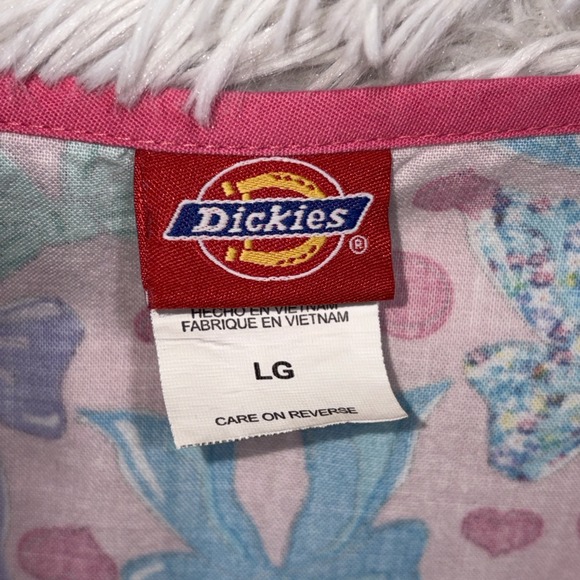 Dickies®
HECHO EN VIETNAM
FABRIQUE EN VIETNAM
LG
CARE ON REVERSE